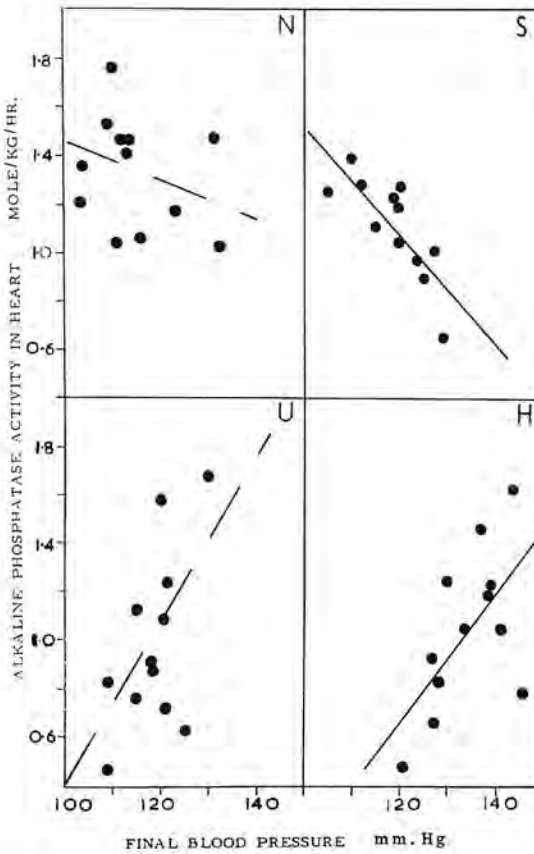 N
S
1·8
1·4
1·0
0·6
U
H
1·8
1·4
1·0
0·6
100 120 140
120 140
ALKALINE PHOSPHATASE ACTIVITY IN HEART MOLE/KG/HR.
FINAL BLOOD PRESSURE mm.Hg